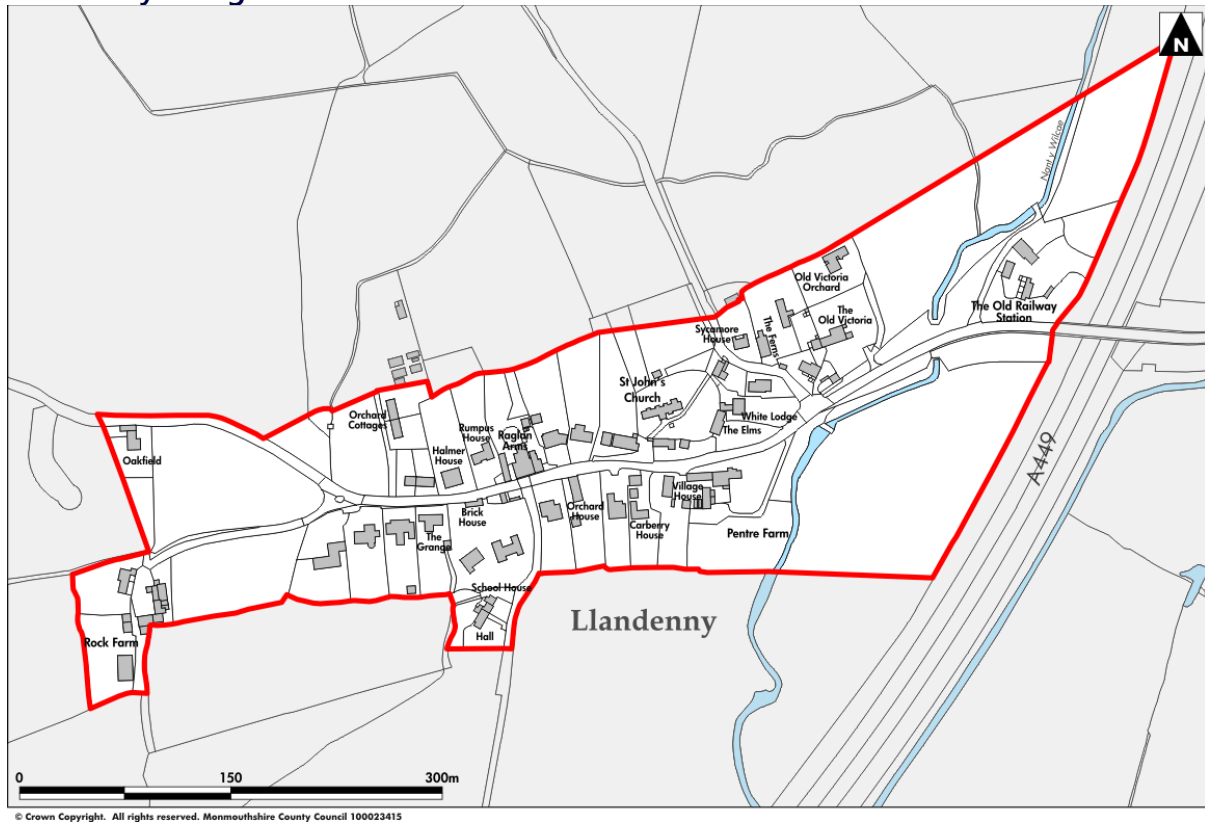 N
Nant y Wilcae
Old Victoria
Orchard
The
Old Victoria
The Old Railway
Station
The Ferns
Sycamore
House
St John's
Church
White Lodge
The Elms
Orchard
Cottages
Rumpus
House
Raglan
Arms
Halmer
House
Oakfield
A449
Village
House
Orchard
House
Brick
House
Carberry
House
Pentre Farm
The
Grange
School House
Hall
Llandenny
Rock Farm
0 150 300m
© Crown Copyright. All rights reserved. Monmouthshire County Council 100023415